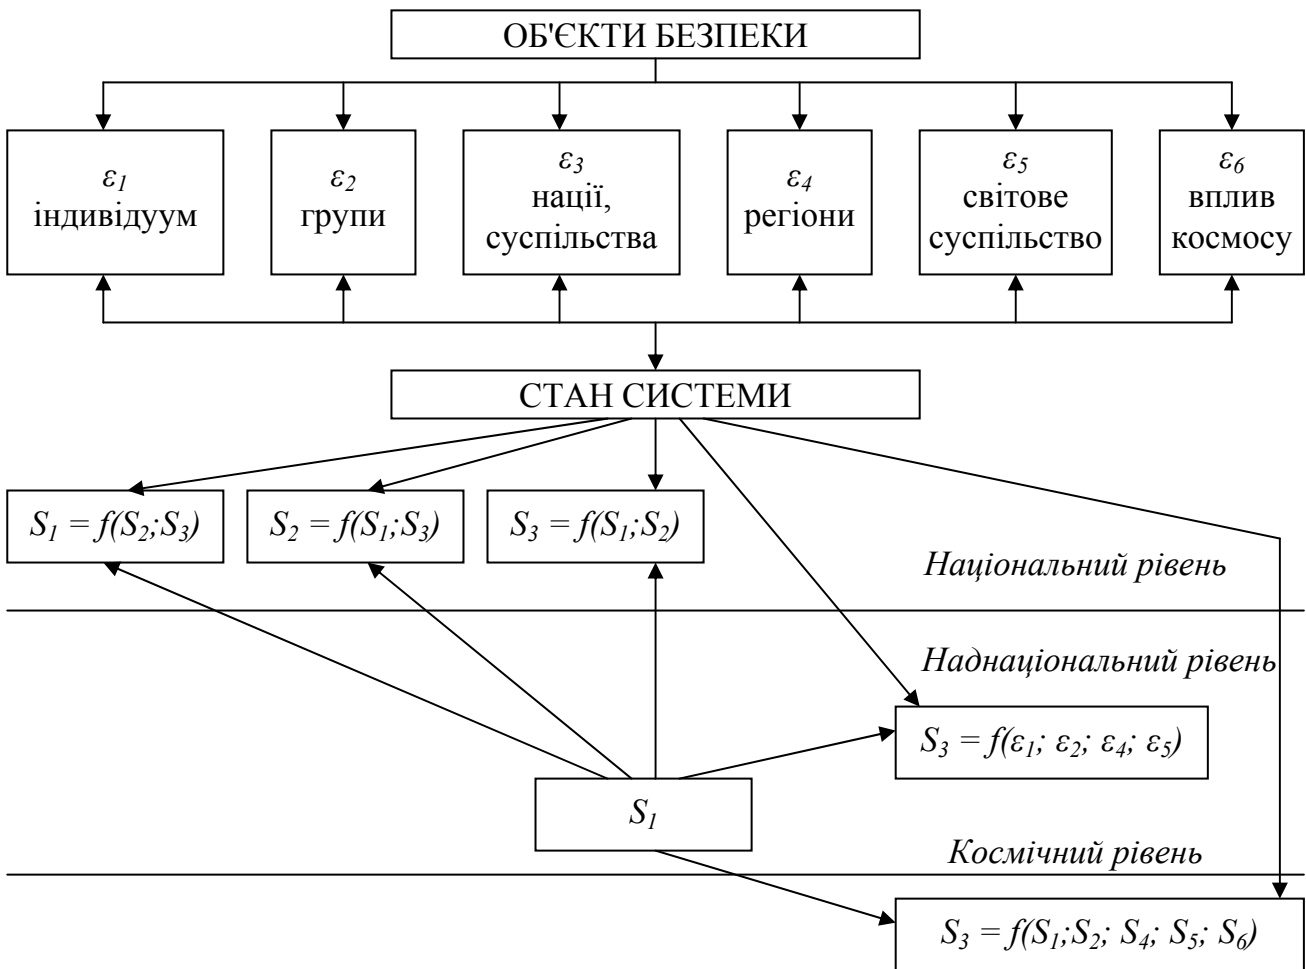 ОБ'ЄКТИ БЕЗПЕКИ
ε₁
індивідуум
ε₂
групи
ε₃
нації,
суспільства
ε₄
регіони
ε₅
світове
суспільство
ε₆
вплив
космосу
СТАН СИСТЕМИ
S₁ = f(S₂;S₃)
S₂ = f(S₁;S₃)
S₃ = f(S₁;S₂)
Національний рівень
Наднаціональний рівень
S₃ = f(ε₁; ε₂; ε₄; ε₅)
S₁
Космічний рівень
S₃ = f(S₁;S₂; S₄; S₅; S₆)